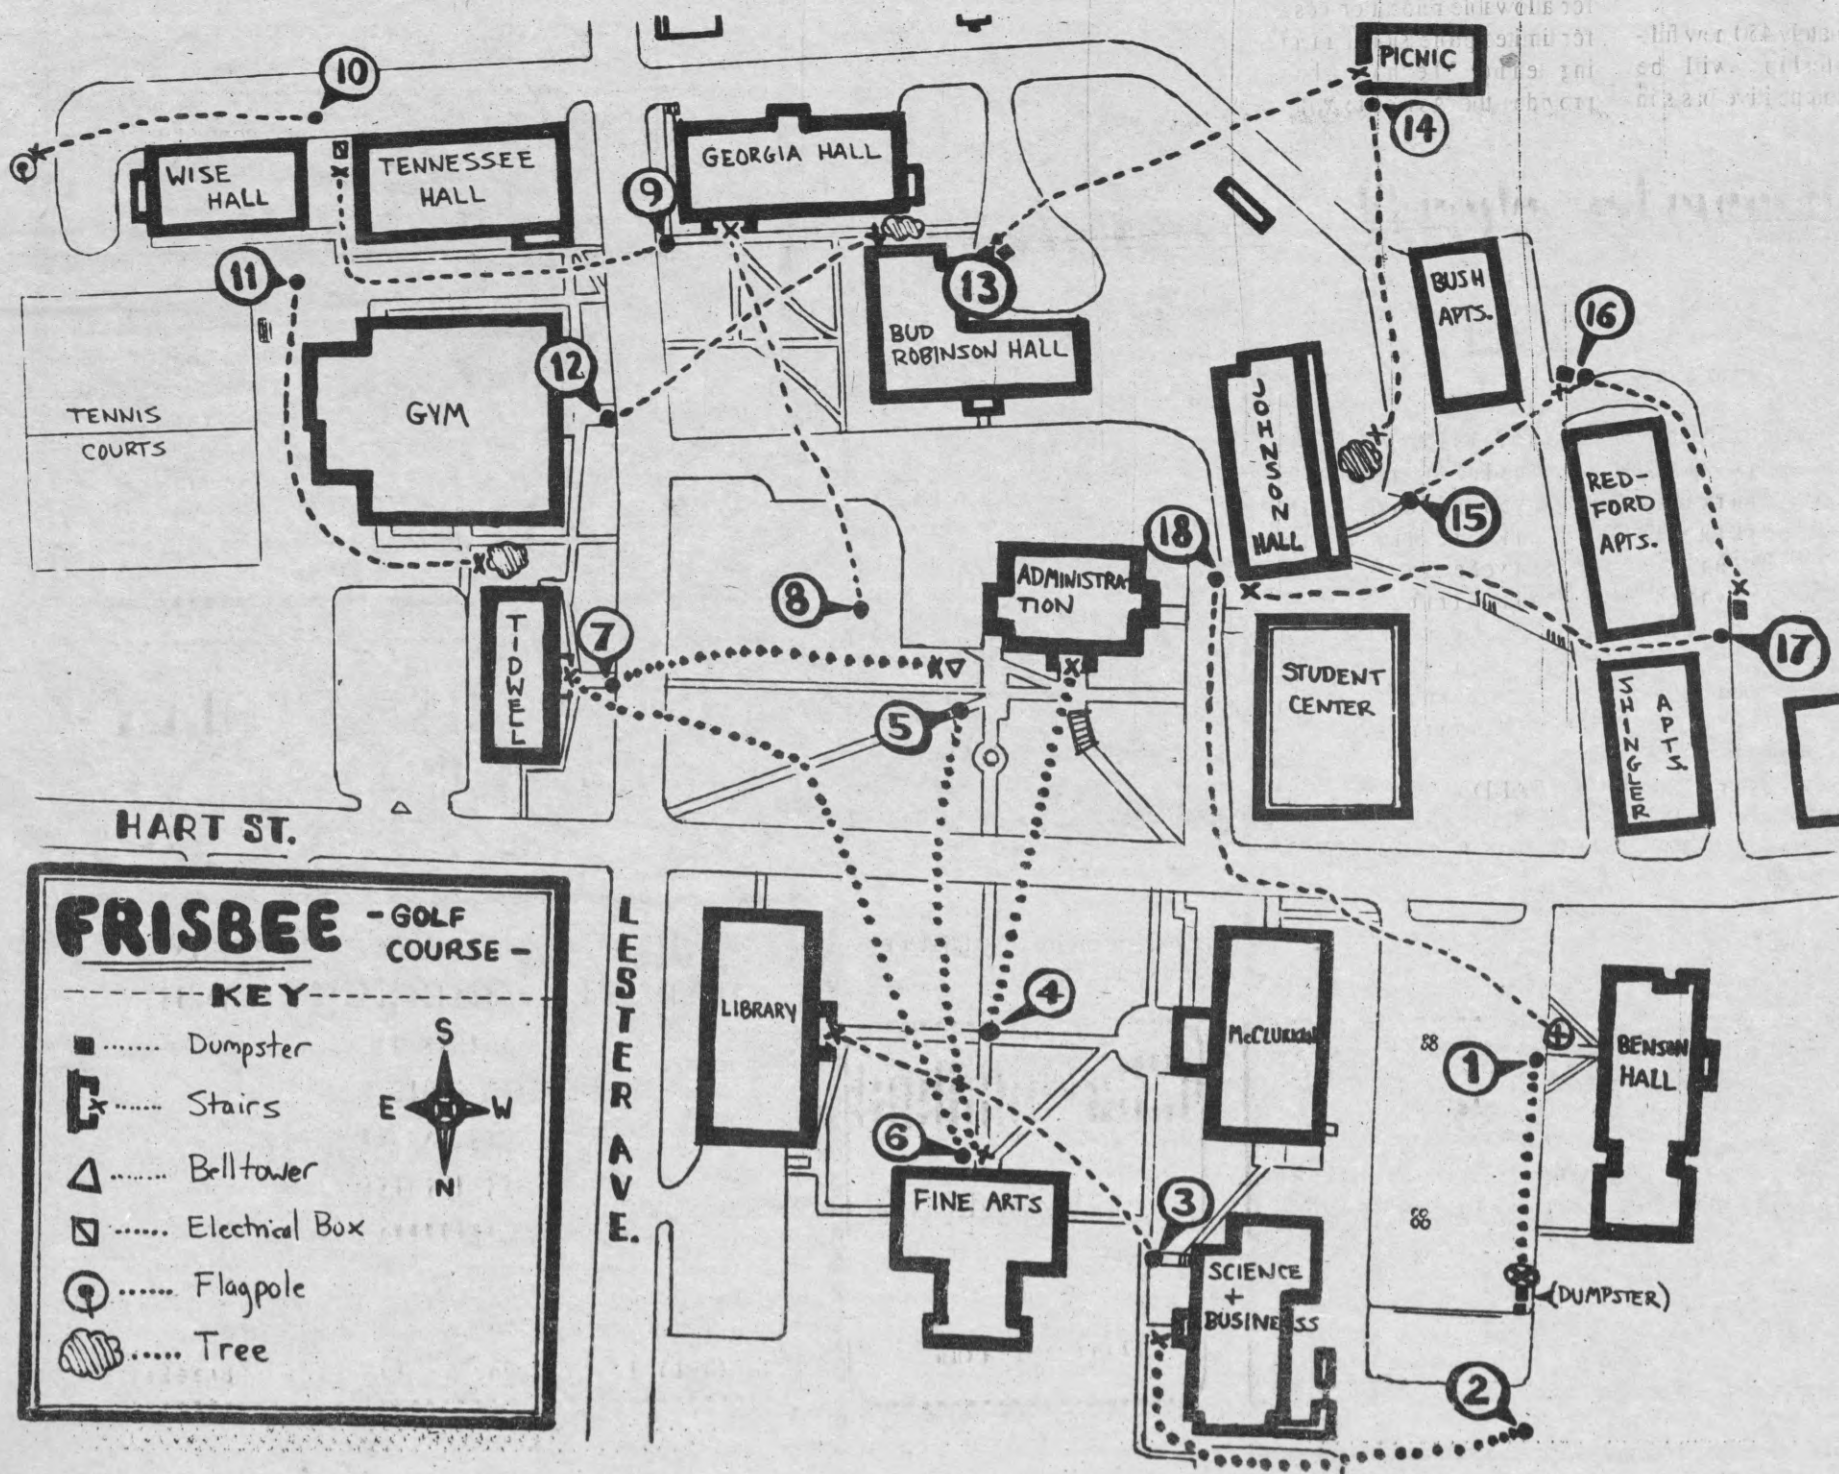 10
PICNIC
14
WISE
HALL
TENNESSEE
HALL
9
GEORGIA HALL
11
13
BUD
ROBINSON HALL
BUSH
APTS.
16
12
GYM
TENNIS
COURTS
JOHNSON
HALL
RED-
FORD
APTS.
15
18
ADMINISTRA-
TION
8
7
TIDWELL
5
STUDENT
CENTER
17
SHINGLER
APTS
HART ST.
FRISBEE
- GOLF
COURSE -
KEY
Dumpster
Stairs
Belltower
Electrical Box
Flagpole
Tree
S
E W
N
LESTER AVE.
LIBRARY
4
McCLURKAN
1
BENSON
HALL
6
FINE ARTS
3
SCIENCE
+
BUSINESS
(DUMPSTER)
2